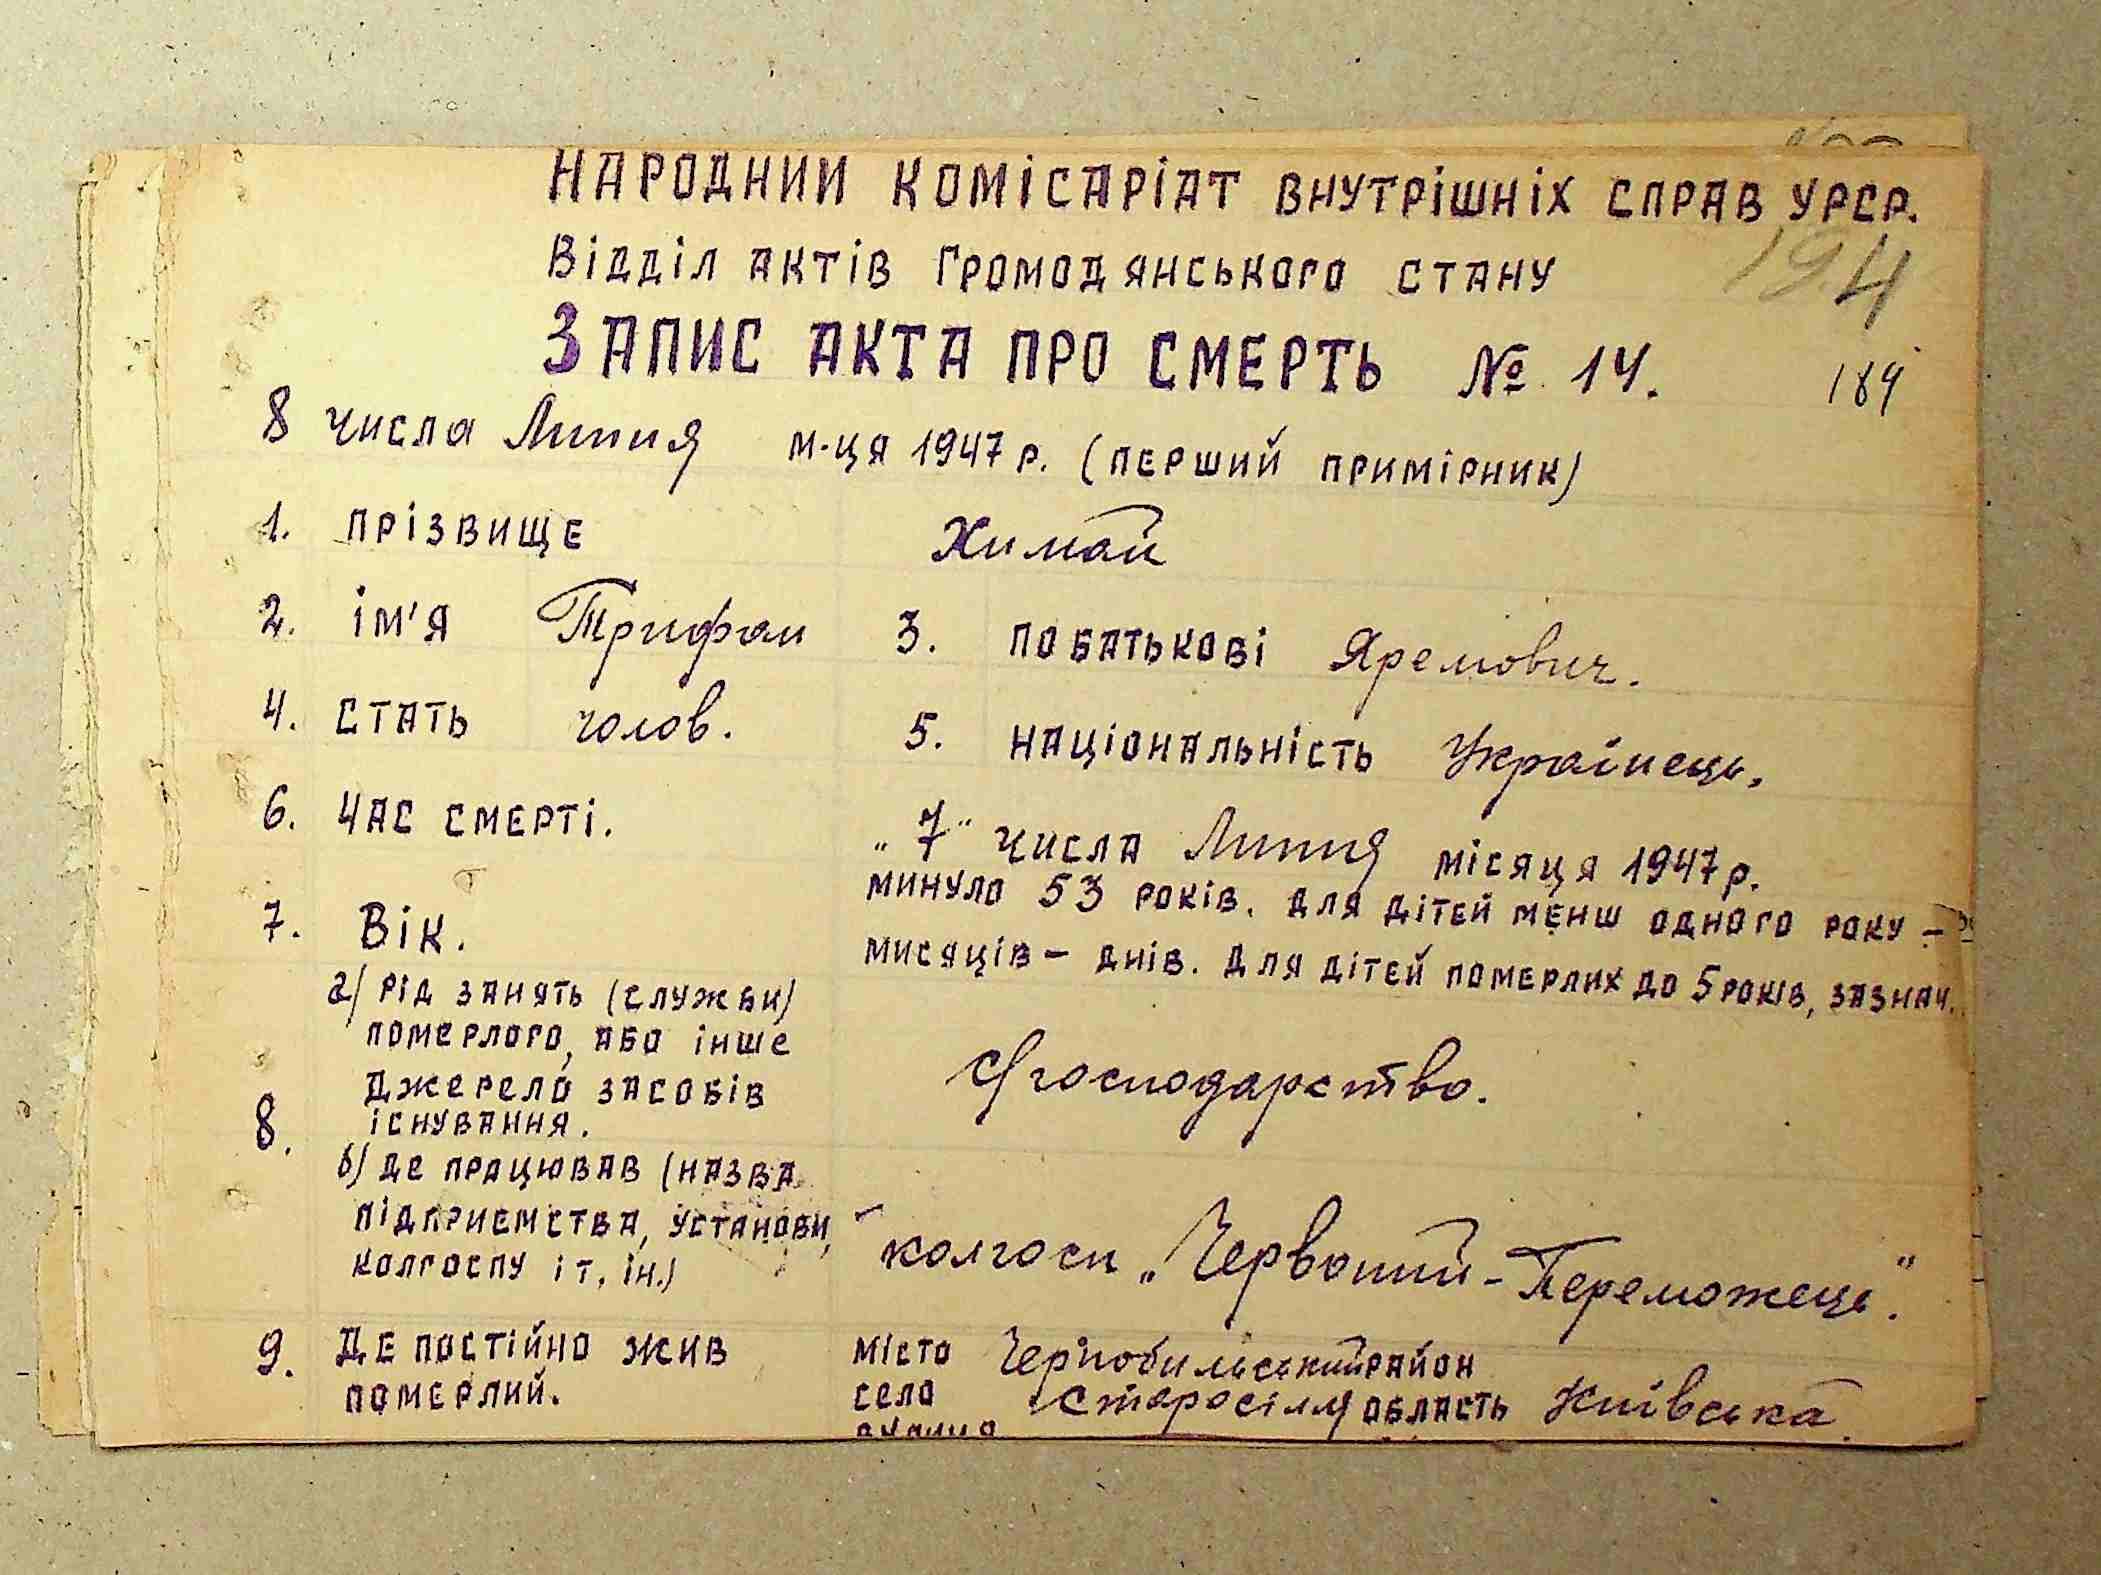 НАРОДНИЙ КОМІСАРІАТ ВНУТРІШНІХ СПРАВ УРСР.
ВІДДІЛ АКТІВ ГРОМОДЯНСЬКОГО СТАНУ
194
ЗАПИС АКТА ПРО СМЕРТЬ № 14.
184
8 числа Липня м-ця 1947 р. (перший примірник)
1. прізвище Химай
2. ім'я Трифон 3. побатькові Яремович.
4. стать чолов. 5. національність Українець.
6. час смерті. „7“ числа Липня місяця 1947 р.
7. Вік. минуло 53 років. для дітей менш одного року –
мисяців – днів. для дітей померлих до 5 років, зазнач.
8. а) рід занять (служби)
померлого, або інше
джерело засобів
існування. с/господарство.
б) де працював (назва
підприємства, установи,
колгоспу і т. ін.) колгосп „Червоний-Переможець.“
9. Де постійно жив
померлий. місто Чернобильський район
село Старосілля область Київська